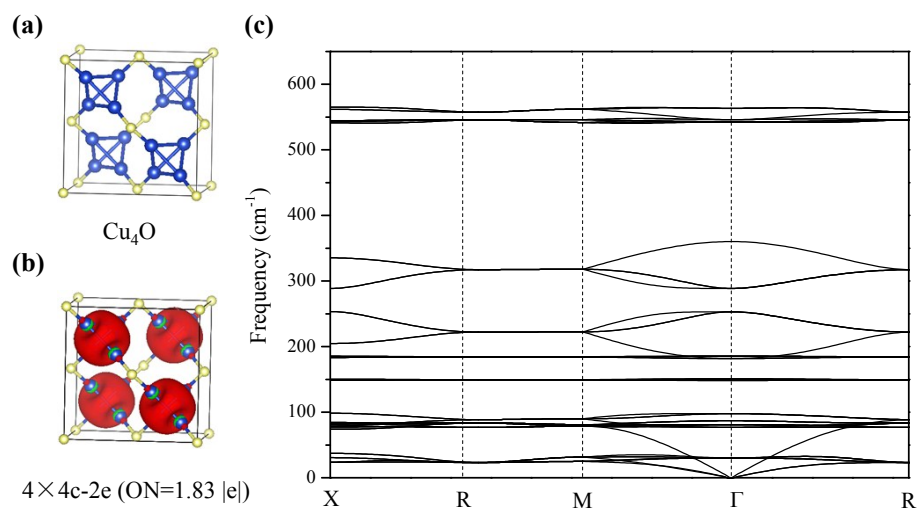 (a)
Cu₄O
(b)
4×4c-2e (ON=1.83 |e|)
(c)
Frequency (cm⁻¹)
600
500
400
300
200
100
0
X R M Γ R